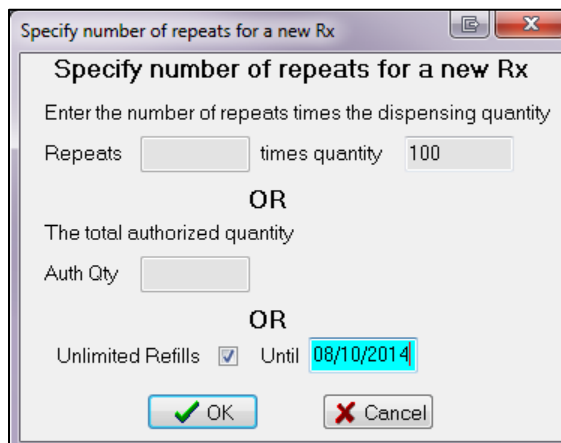 Specify number of repeats for a new Rx
Specify number of repeats for a new Rx
Enter the number of repeats times the dispensing quantity
Repeats times quantity 100
OR
The total authorized quantity
Auth Qty
OR
Unlimited Refills Until 08/10/2014
OK Cancel